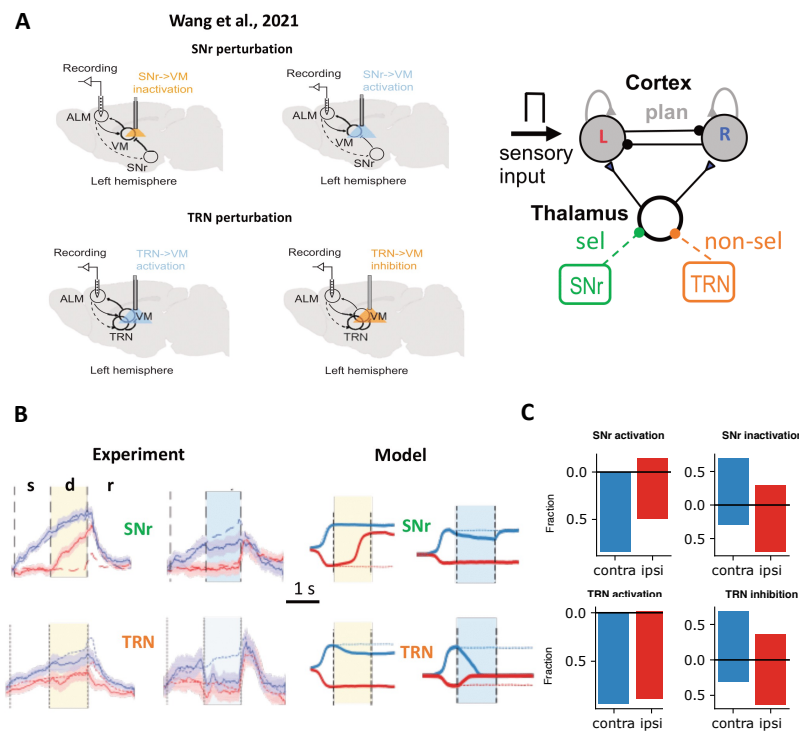 A
Wang et al., 2021
SNr perturbation
Recording
SNr->VM
inactivation
ALM
VM
SNr
Left hemisphere
Recording
SNr->VM
activation
ALM
VM
SNr
Left hemisphere
TRN perturbation
Recording
TRN->VM
activation
ALM
VM
TRN
Left hemisphere
Recording
TRN->VM
inhibition
ALM
VM
TRN
Left hemisphere
Cortex
plan
L
R
sensory
input
Thalamus
sel
non-sel
SNr
TRN
B
Experiment
Model
s
d
r
SNr
SNr
1 s
TRN
TRN
C
SNr activation
0.0
0.5
Fraction
contra
ipsi
SNr inactivation
0.5
0.0
0.5
contra
ipsi
TRN activation
0.0
0.5
Fraction
contra
ipsi
TRN inhibition
0.5
0.0
0.5
contra
ipsi